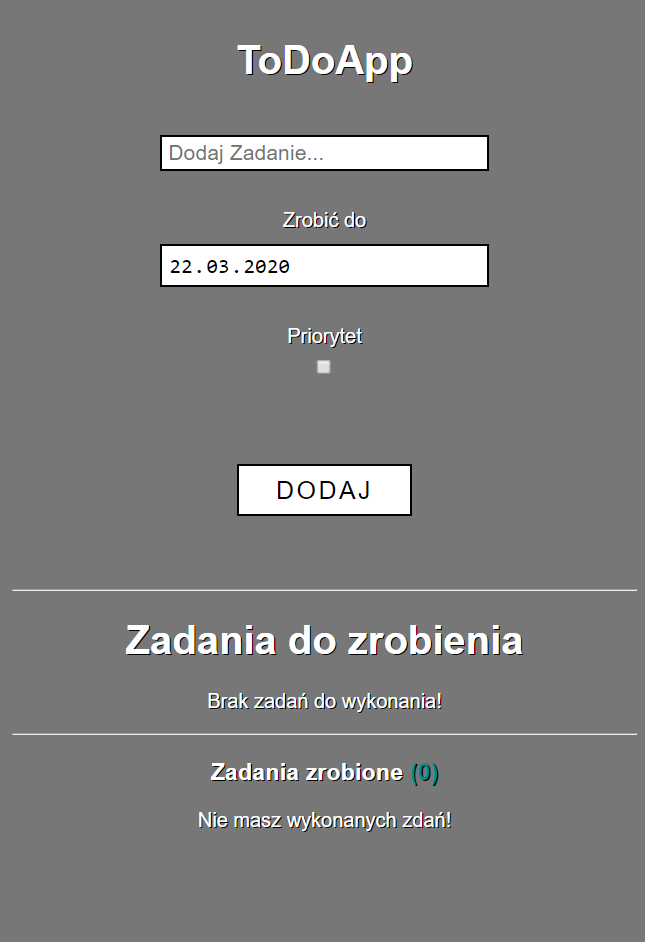 ToDoApp
Dodaj Zadanie...
Zrobić do
22.03.2020
Priorytet
DODAJ
Zadania do zrobienia
Brak zadań do wykonania!
Zadania zrobione (0)
Nie masz wykonanych zdań!